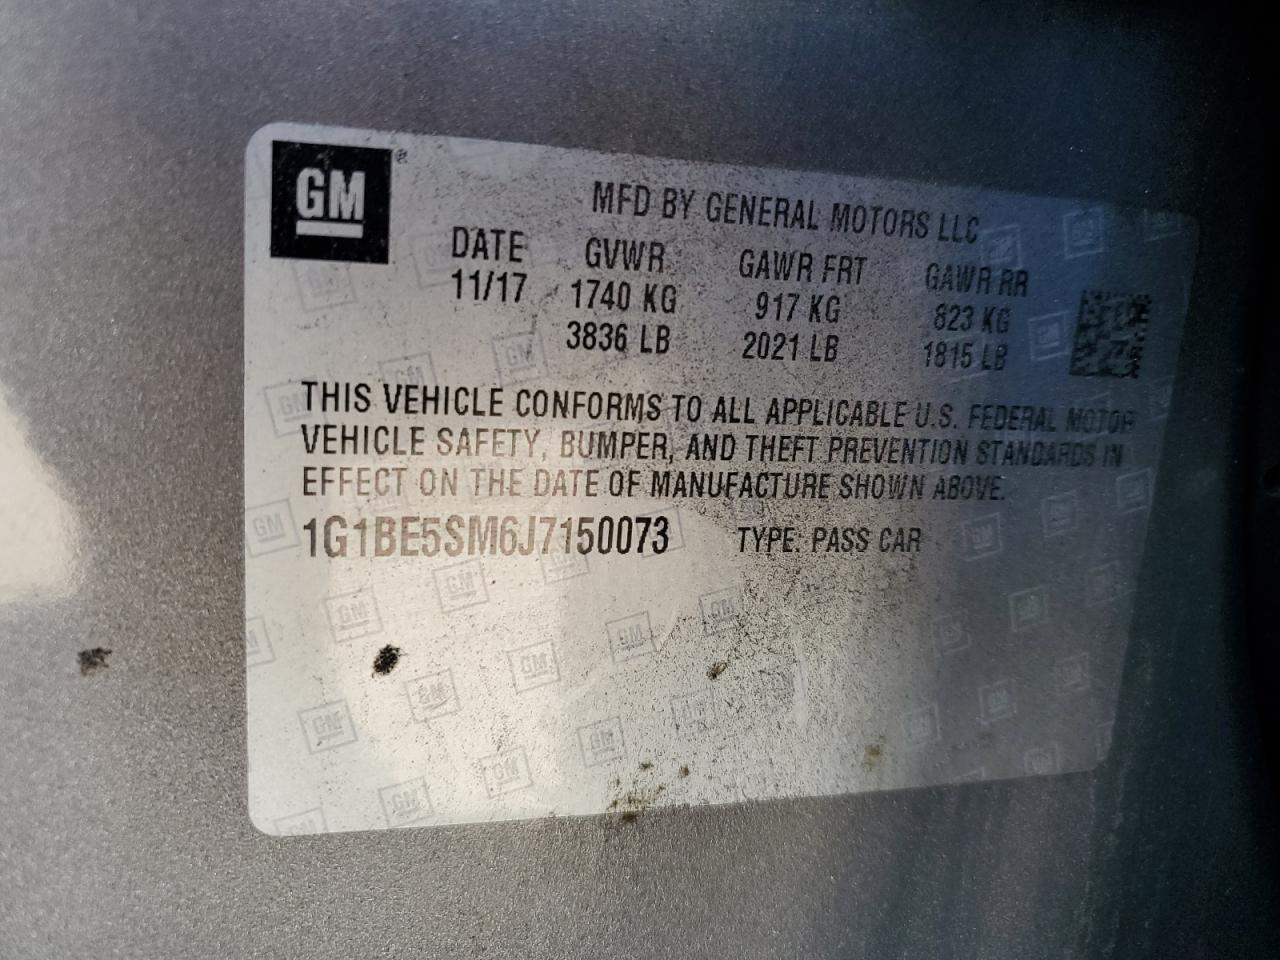 GM ®
MFD BY GENERAL MOTORS LLC
DATE GVWR GAWR FRT GAWR RR
11/17 1740 KG 917 KG 823 KG
3836 LB 2021 LB 1815 LB
THIS VEHICLE CONFORMS TO ALL APPLICABLE U.S. FEDERAL MOTOR
VEHICLE SAFETY, BUMPER, AND THEFT PREVENTION STANDARDS IN
EFFECT ON THE DATE OF MANUFACTURE SHOWN ABOVE.
1G1BE5SM6J7150073 TYPE: PASS CAR